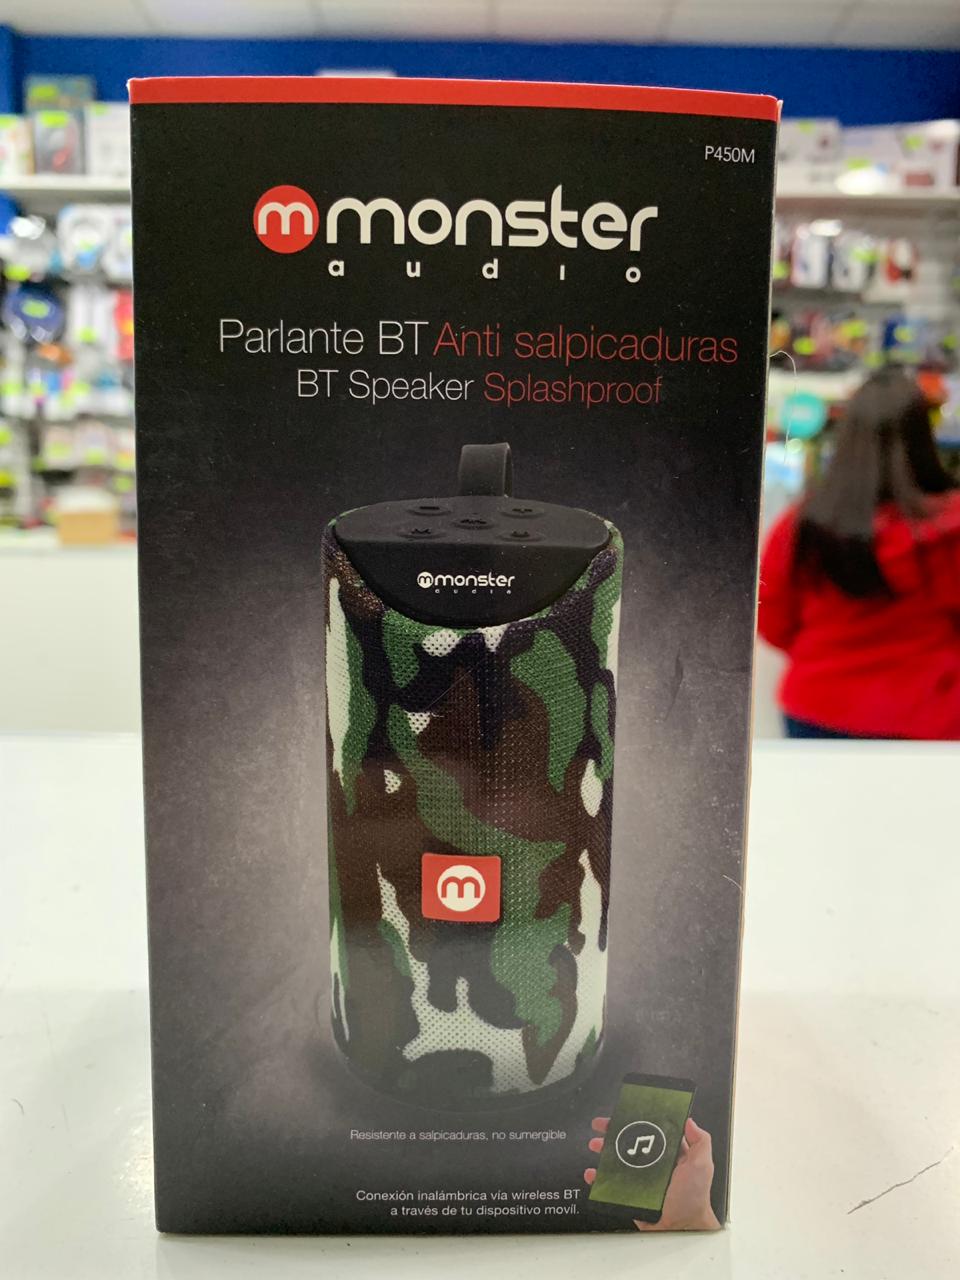 P450M
m monster
audio
Parlante BT Anti salpicaduras
BT Speaker Splashproof
m monster
audio
m
Resistente a salpicaduras, no sumergible
Conexión inalámbrica vía wireless BT
a través de tu dispositivo movíl.